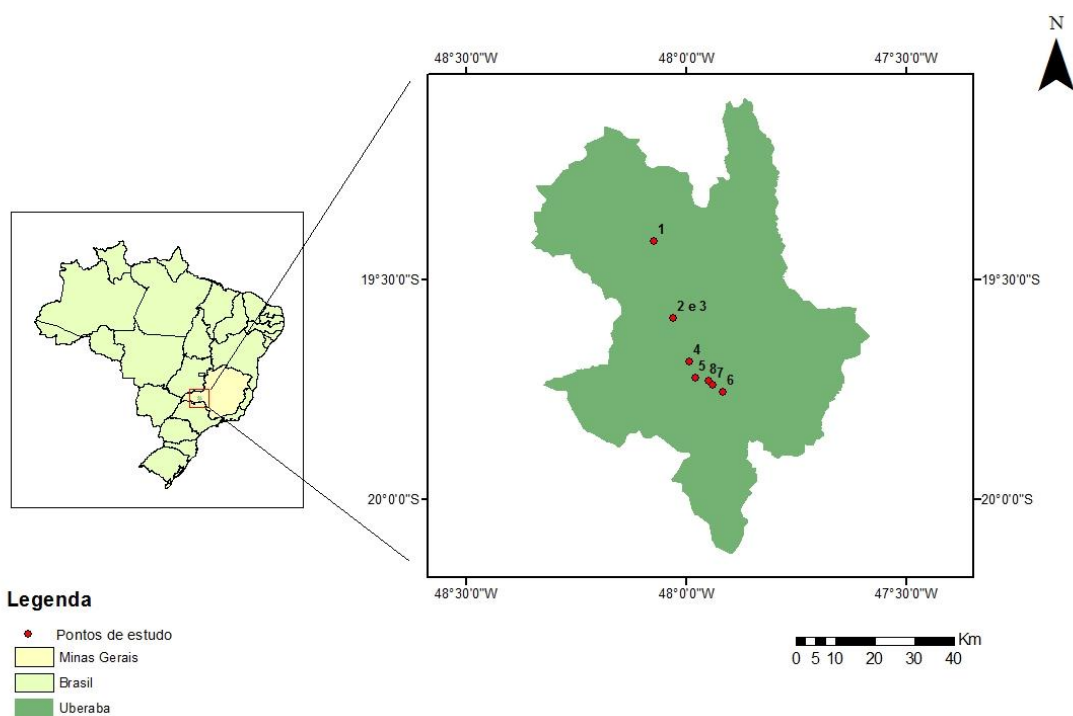 N
48°30'0"W 48°0'0"W 47°30'0"W
1
19°30'0"S 19°30'0"S
2 e 3
4
5 8 7 6
20°0'0"S 20°0'0"S
48°30'0"W 48°0'0"W 47°30'0"W
Legenda
Pontos de estudo
Minas Gerais
Brasil
Uberaba
Km
0 5 10 20 30 40